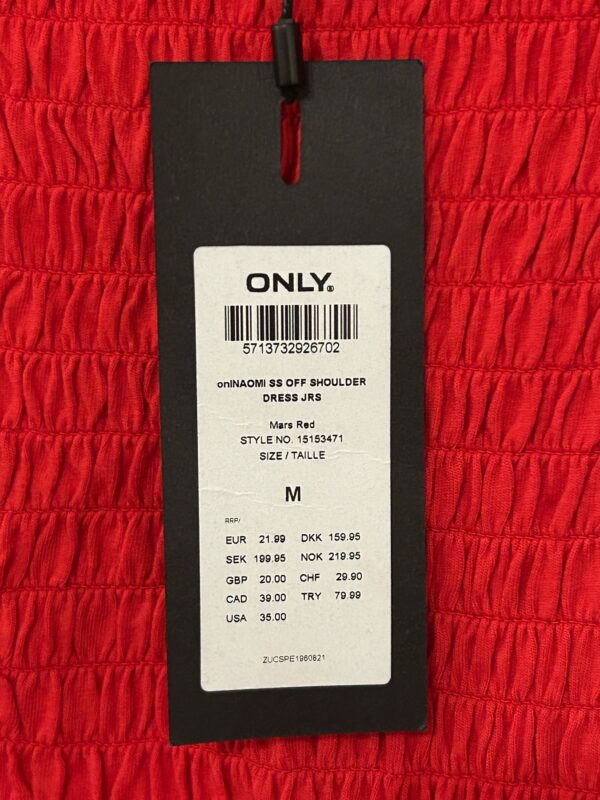 ONLY®
5713732926702
onlNAOMI SS OFF SHOULDER
DRESS JRS
Mars Red
STYLE NO. 15153471
SIZE / TAILLE
M
RRP/
EUR 21.99 DKK 159.95
SEK 199.95 NOK 219.95
GBP 20.00 CHF 29.90
CAD 39.00 TRY 79.99
USA 35.00
ZUCSPE1960821